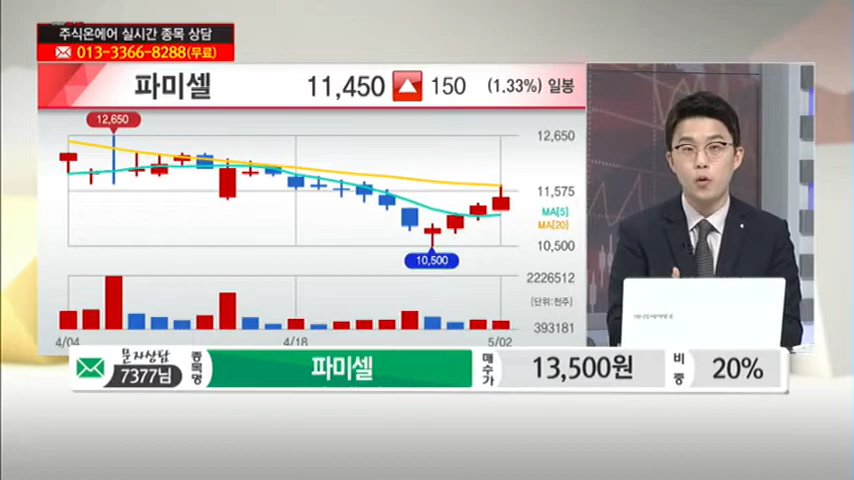 주식온에어 실시간 종목 상담
013-3366-8288(무료)
파미셀 11,450 150 (1.33%) 일봉
12,650
12,650
11,575
MA[5]
MA[20]
10,500
10,500
2226512
[단위:천주]
393181
4/04 4/18 5/02
문자상담
7377님
종목명
파미셀
매수가
13,500원
비중
20%